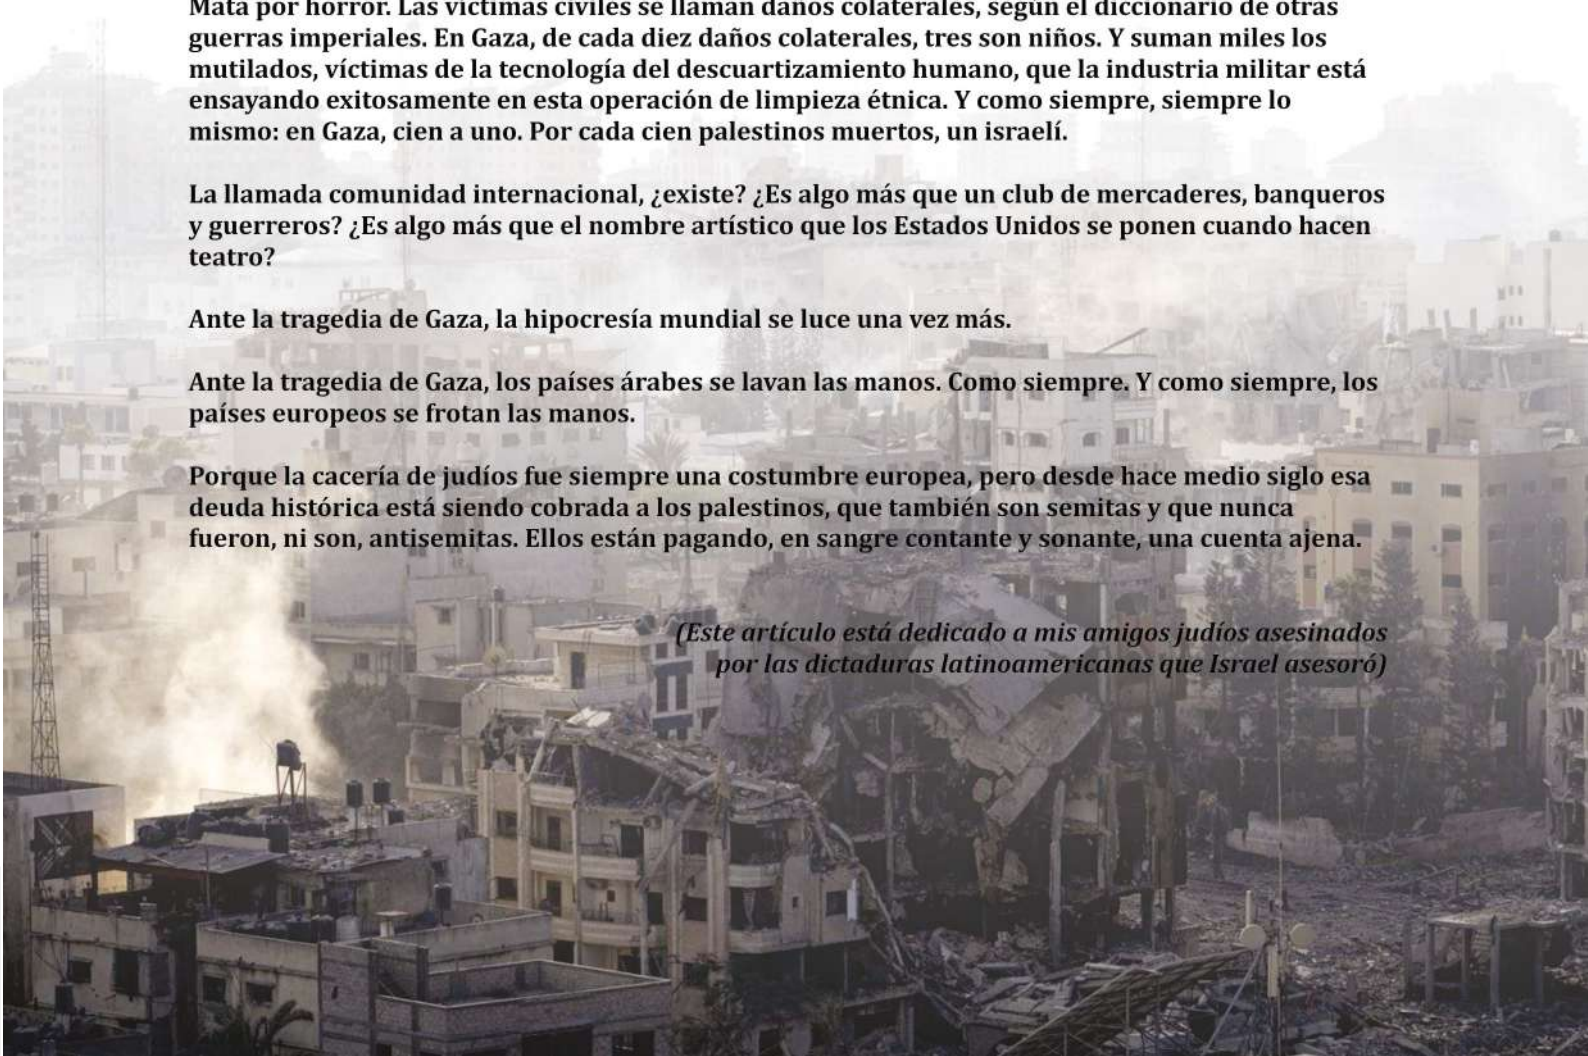 Mata por horror. Las víctimas civiles se llaman daños colaterales, según el diccionario de otras
guerras imperiales. En Gaza, de cada diez daños colaterales, tres son niños. Y suman miles los
mutilados, víctimas de la tecnología del descuartizamiento humano, que la industria militar está
ensayando exitosamente en esta operación de limpieza étnica. Y como siempre, siempre lo
mismo: en Gaza, cien a uno. Por cada cien palestinos muertos, un israelí.
La llamada comunidad internacional, ¿existe? ¿Es algo más que un club de mercaderes, banqueros
y guerreros? ¿Es algo más que el nombre artístico que los Estados Unidos se ponen cuando hacen
teatro?
Ante la tragedia de Gaza, la hipocresía mundial se luce una vez más.
Ante la tragedia de Gaza, los países árabes se lavan las manos. Como siempre. Y como siempre, los
países europeos se frotan las manos.
Porque la cacería de judíos fue siempre una costumbre europea, pero desde hace medio siglo esa
deuda histórica está siendo cobrada a los palestinos, que también son semitas y que nunca
fueron, ni son, antisemitas. Ellos están pagando, en sangre contante y sonante, una cuenta ajena.
(Este artículo está dedicado a mis amigos judíos asesinados
por las dictaduras latinoamericanas que Israel asesoró)